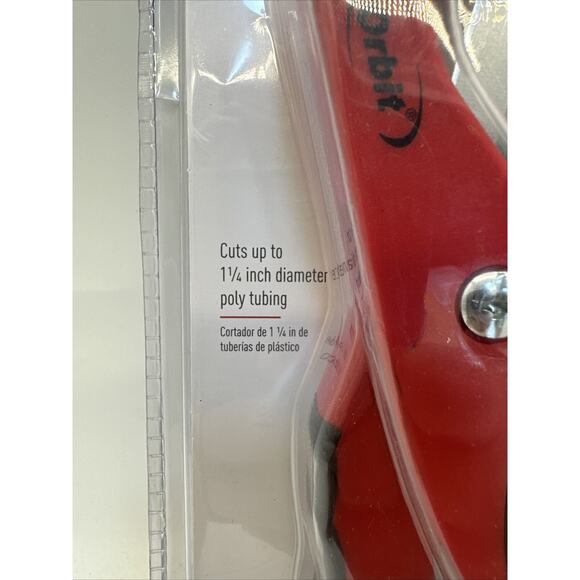 Orbit®
Cuts up to
1¼ inch diameter
poly tubing
Cortador de 1 ¼ in de
tuberías de plástico